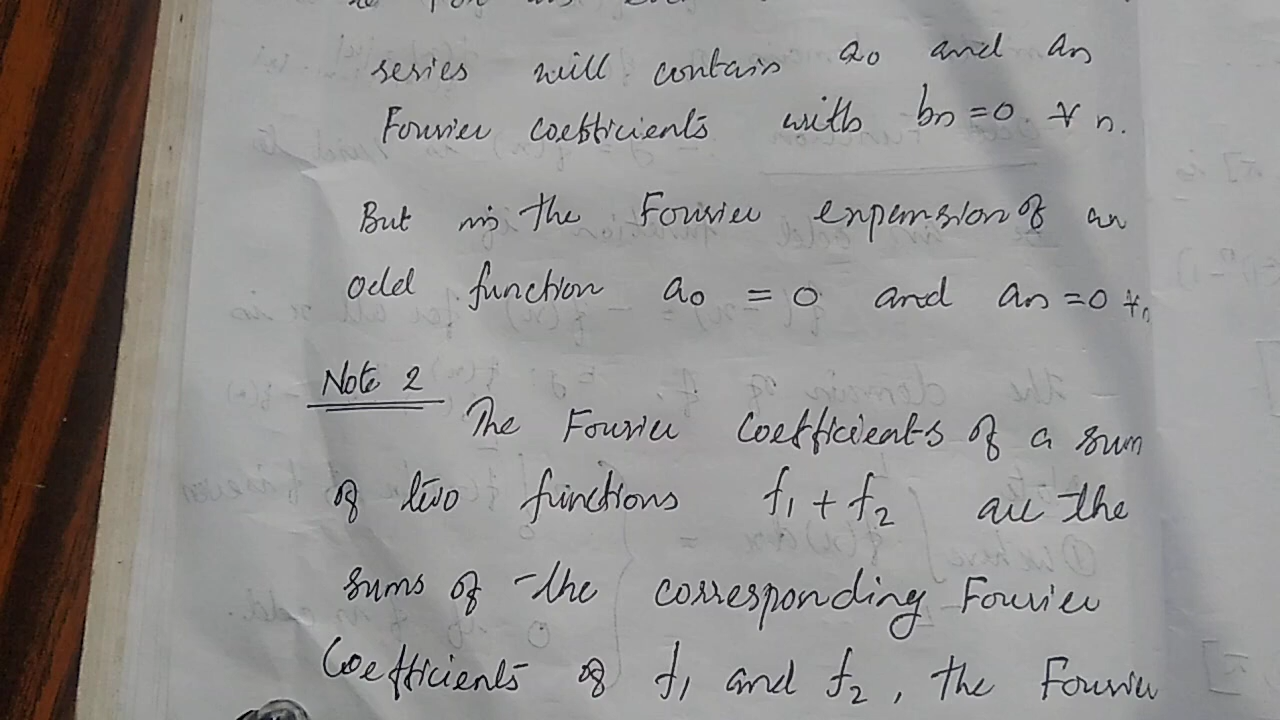 series will contain a₀ and aₙ
Fourier coefficients with bₙ = 0 ∀ n.
But in the Fourier expansion of an
odd function a₀ = 0 and aₙ = 0 ∀ n
Note 2
The Fourier Coefficients of a sum
of two functions f₁ + f₂ are the
sums of the corresponding Fourier
Coefficients of f₁ and f₂, the Fourier